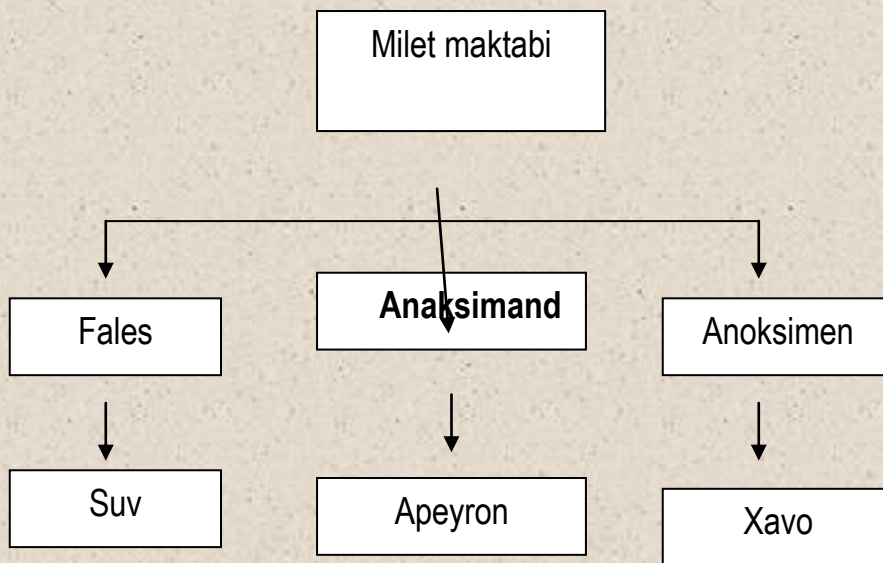 Milet maktabi
Fales
Anaksimand
Anoksimen
Suv
Apeyron
Xavo